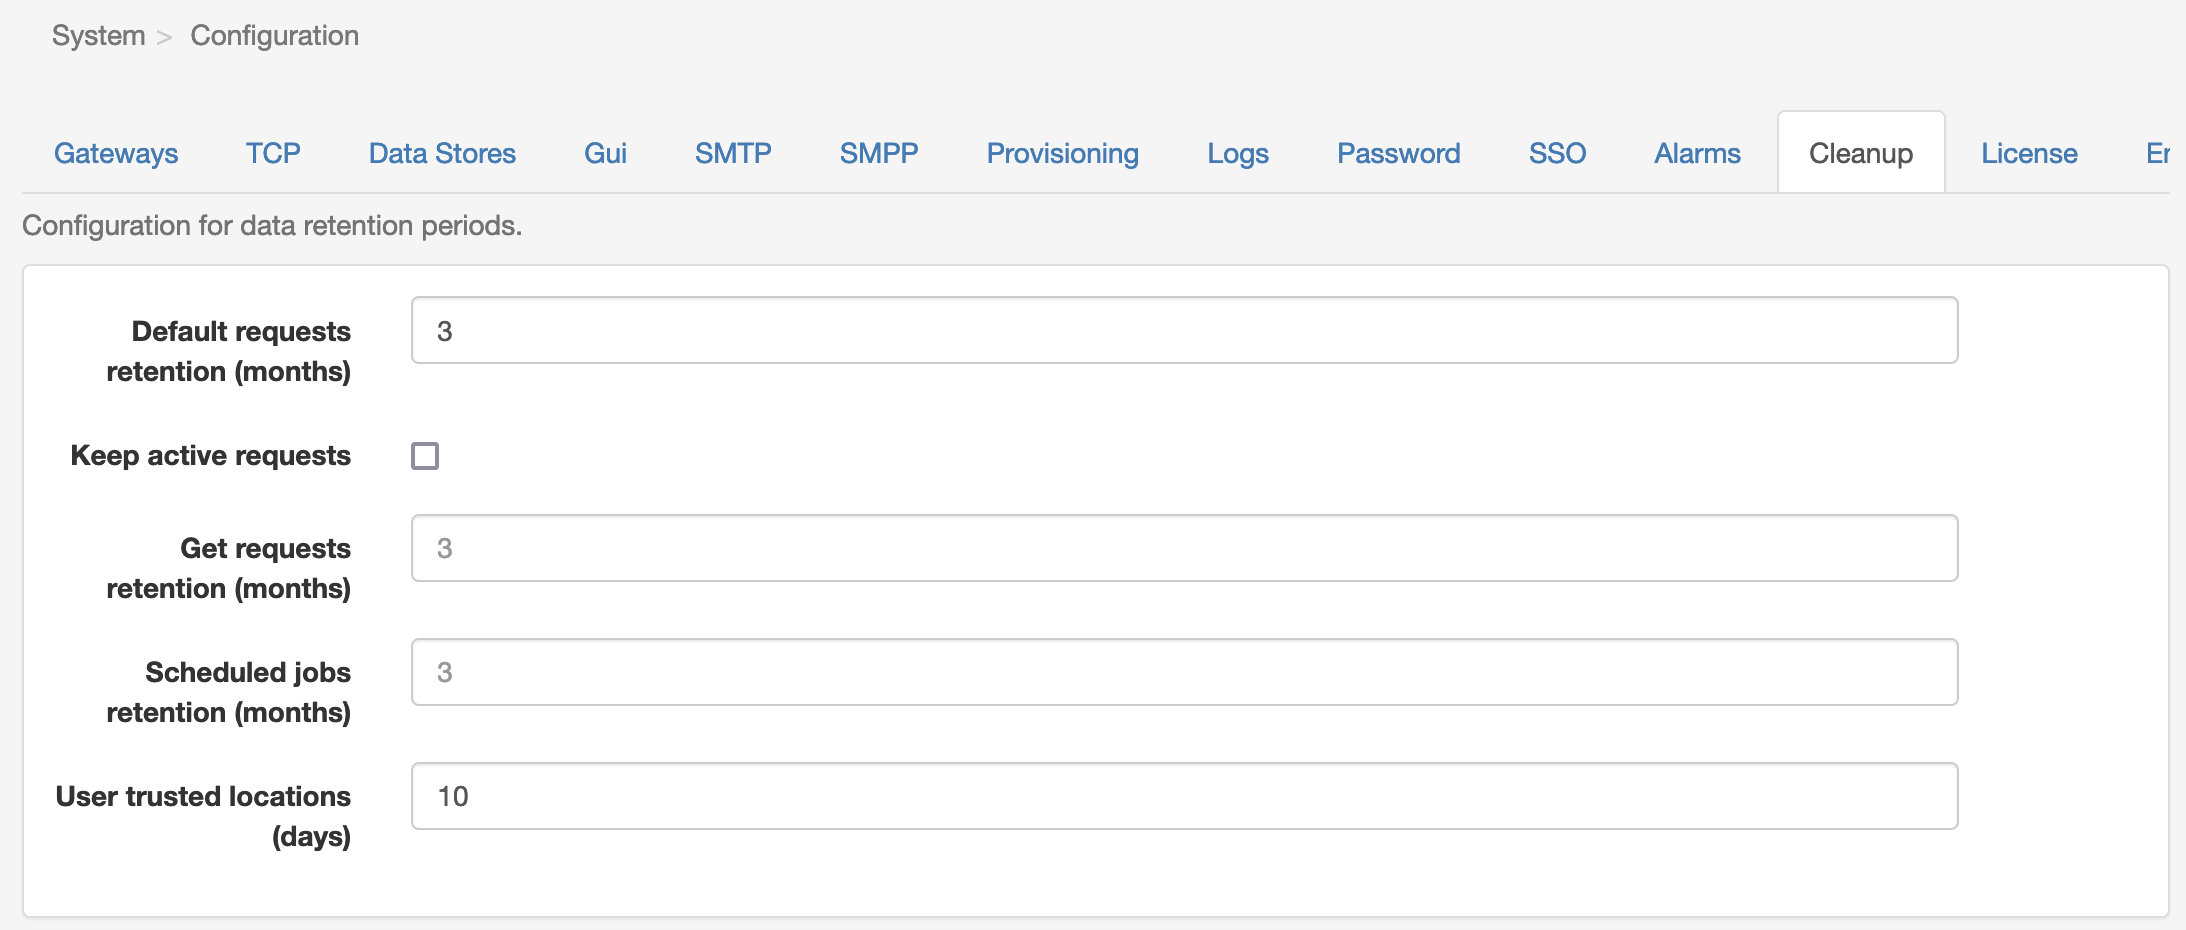 System > Configuration
Gateways TCP Data Stores Gui SMTP SMPP Provisioning Logs Password SSO Alarms Cleanup License Er
Configuration for data retention periods.
Default requests 3
retention (months)
Keep active requests
Get requests 3
retention (months)
Scheduled jobs 3
retention (months)
User trusted locations 10
(days)